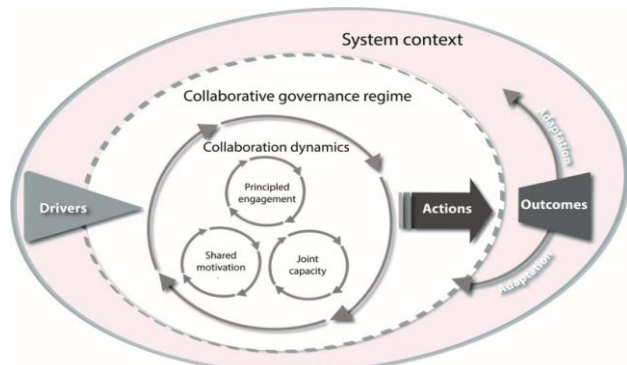 System context
Collaborative governance regime
Collaboration dynamics
Principled
engagement
Drivers
Shared
motivation
Joint
capacity
Actions
Outcomes
Adaptation
Adaptation